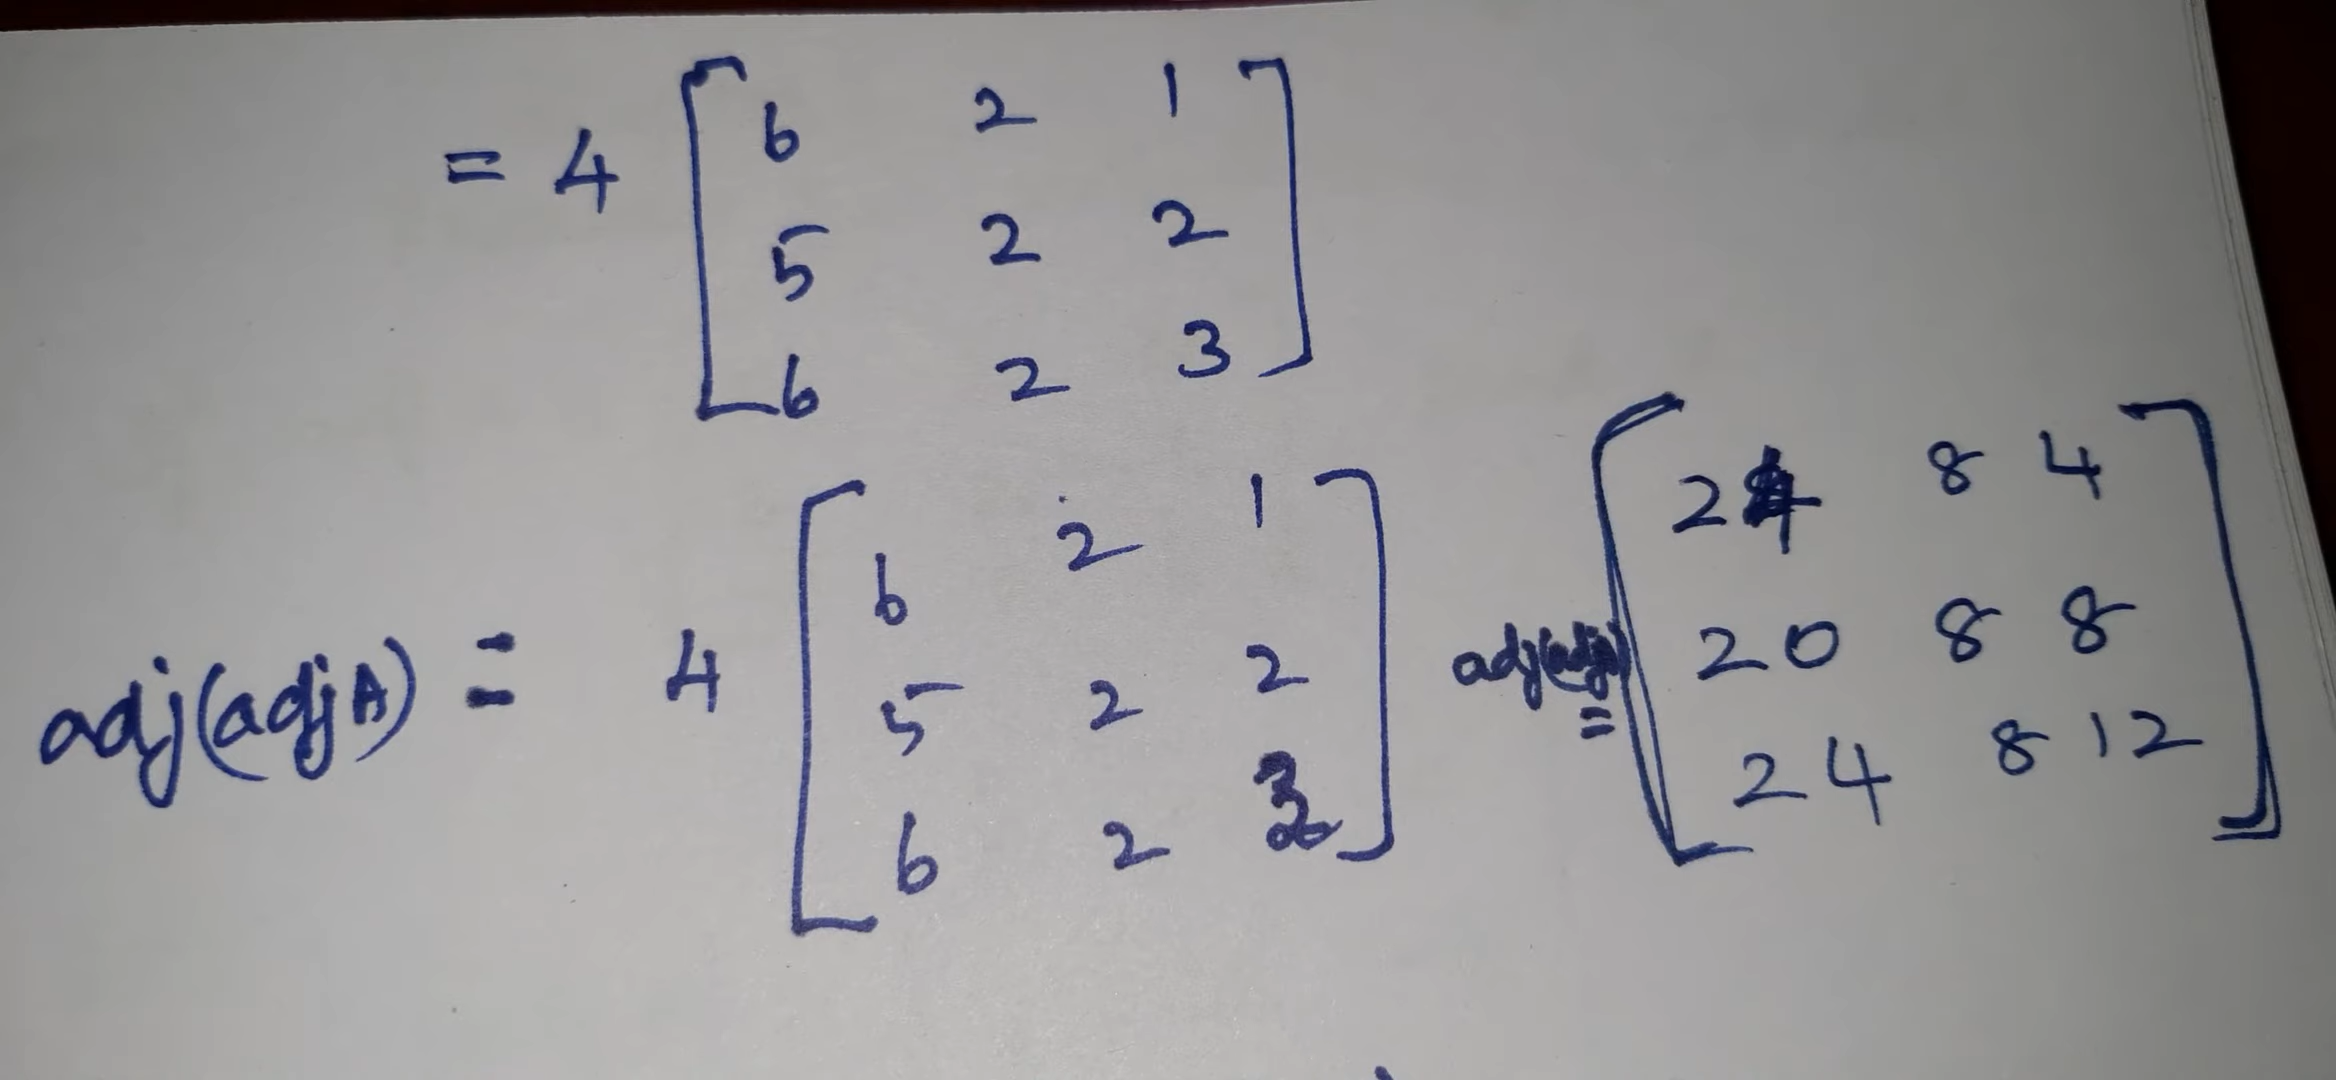 = 4 [ 6 2 1
5 2 2
6 2 3 ]
adj(adj A) = 4 [ 6 2 1
5 2 2
6 2 3 ]
adj(adjA) = [ 24 8 4
20 8 8
24 8 12 ]